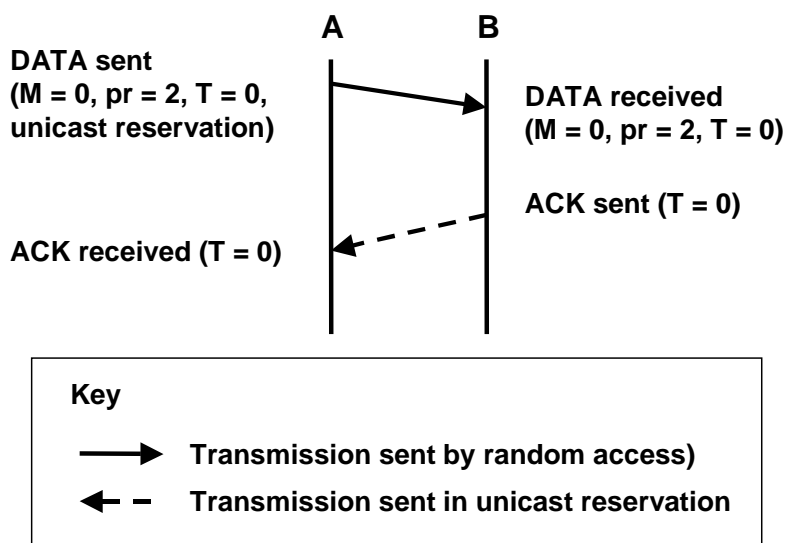 A B
DATA sent
(M = 0, pr = 2, T = 0,
unicast reservation)
DATA received
(M = 0, pr = 2, T = 0)
ACK sent (T = 0)
ACK received (T = 0)
Key
Transmission sent by random access)
Transmission sent in unicast reservation